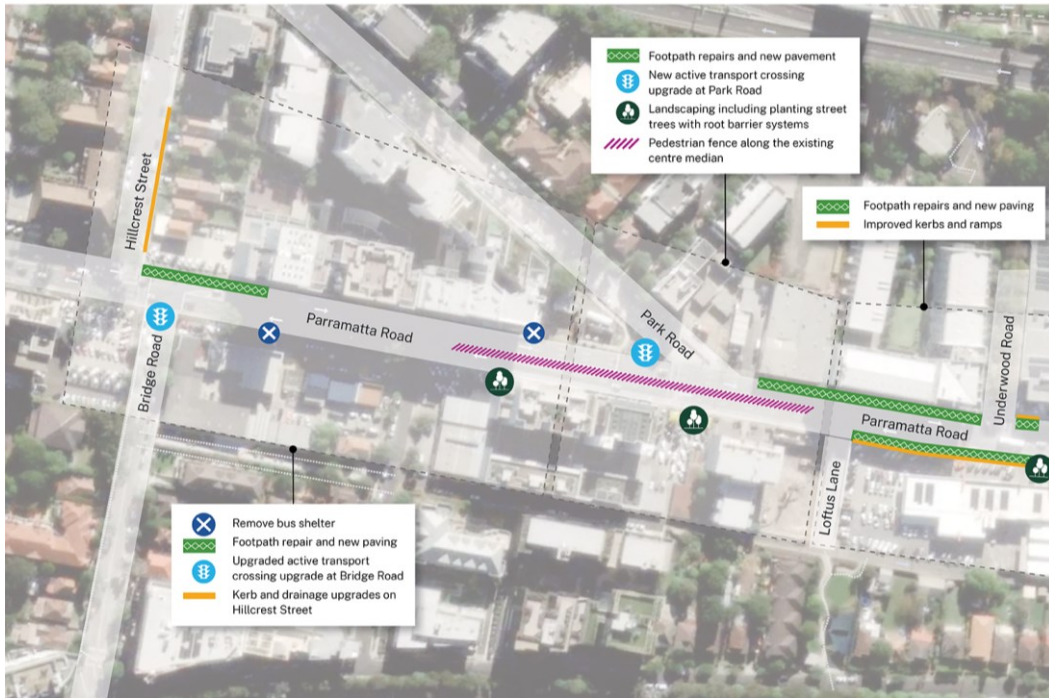 Footpath repairs and new pavement
New active transport crossing
upgrade at Park Road
Landscaping including planting street
trees with root barrier systems
Pedestrian fence along the existing
centre median
Footpath repairs and new paving
Improved kerbs and ramps
Hillcrest Street
Parramatta Road
Park Road
Underwood Road
Bridge Road
Parramatta Road
Loftus Lane
Remove bus shelter
Footpath repair and new paving
Upgraded active transport
crossing upgrade at Bridge Road
Kerb and drainage upgrades on
Hillcrest Street